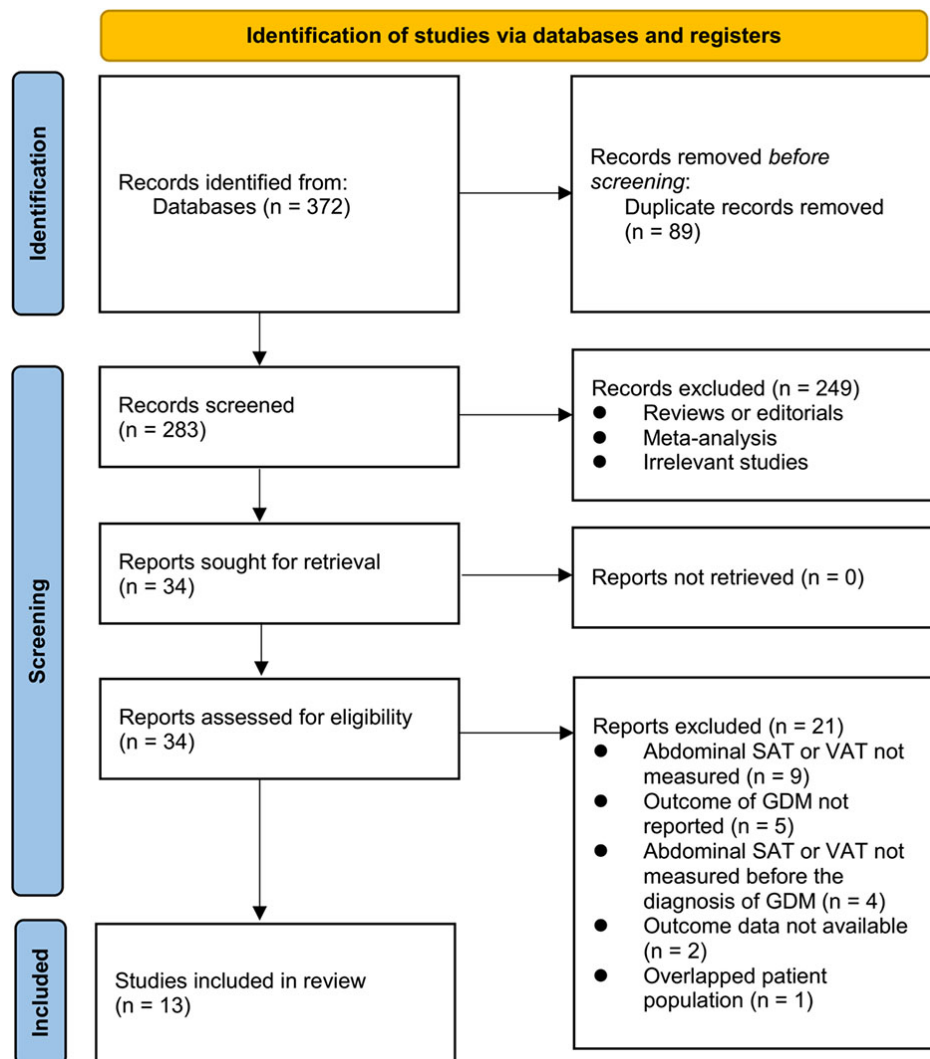 Identification of studies via databases and registers
Identification
Records identified from:
Databases (n = 372)
Records removed before
screening:
Duplicate records removed
(n = 89)
Screening
Records screened
(n = 283)
Records excluded (n = 249)
● Reviews or editorials
● Meta-analysis
● Irrelevant studies
Reports sought for retrieval
(n = 34)
Reports not retrieved (n = 0)
Reports assessed for eligibility
(n = 34)
Reports excluded (n = 21)
● Abdominal SAT or VAT not
measured (n = 9)
● Outcome of GDM not
reported (n = 5)
● Abdominal SAT or VAT not
measured before the
diagnosis of GDM (n = 4)
● Outcome data not available
(n = 2)
● Overlapped patient
population (n = 1)
Included
Studies included in review
(n = 13)